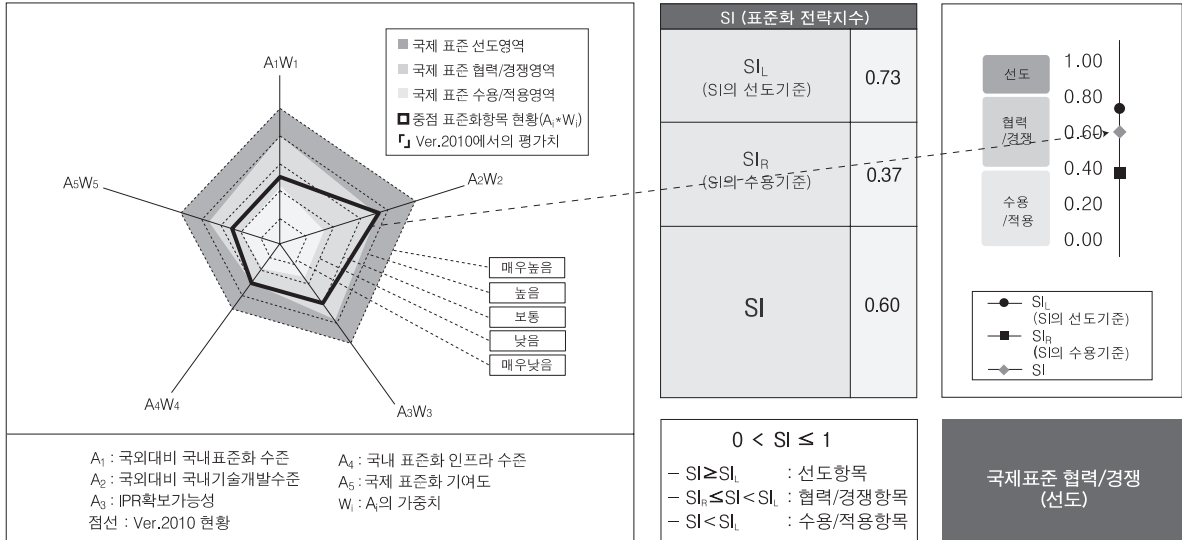 국제 표준 선도영역
국제 표준 협력/경쟁영역
국제 표준 수용/적용영역
중점 표준화항목 현황(Aᵢ*Wᵢ)
Ver.2010에서의 평가치
A₁W₁
A₂W₂
A₅W₅
A₄W₄
A₃W₃
매우높음
높음
보통
낮음
매우낮음
A₁ : 국외대비 국내표준화 수준
A₂ : 국외대비 국내기술개발수준
A₃ : IPR확보가능성
점선 : Ver.2010 현황
A₄ : 국내 표준화 인프라 수준
A₅ : 국제 표준화 기여도
Wᵢ : Aᵢ의 가중치
SI (표준화 전략지수)
SI_L
(SI의 선도기준)
0.73
SI_R
(SI의 수용기준)
0.37
SI
0.60
0 < SI ≤ 1
– SI≥SI_L : 선도항목
– SI_R≤SI<SI_L : 협력/경쟁항목
– SI<SI_L : 수용/적용항목
선도
협력
/경쟁
수용
/적용
1.00
0.80
0.60
0.40
0.20
0.00
SI_L
(SI의 선도기준)
SI_R
(SI의 수용기준)
SI
국제표준 협력/경쟁
(선도)